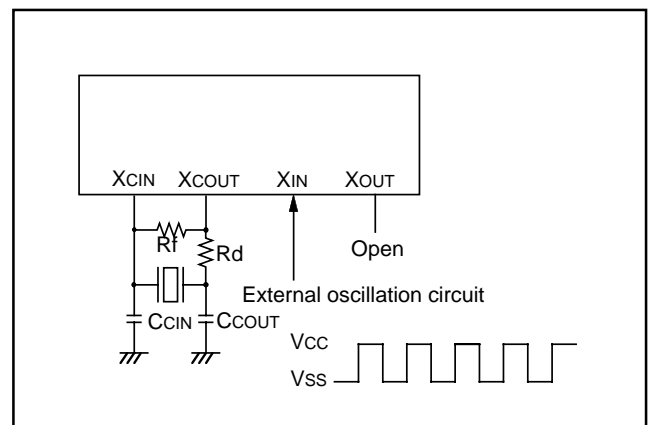 XCIN XCOUT XIN XOUT
Rf
Rd
Open
External oscillation circuit
CCIN CCOUT
VCC
VSS